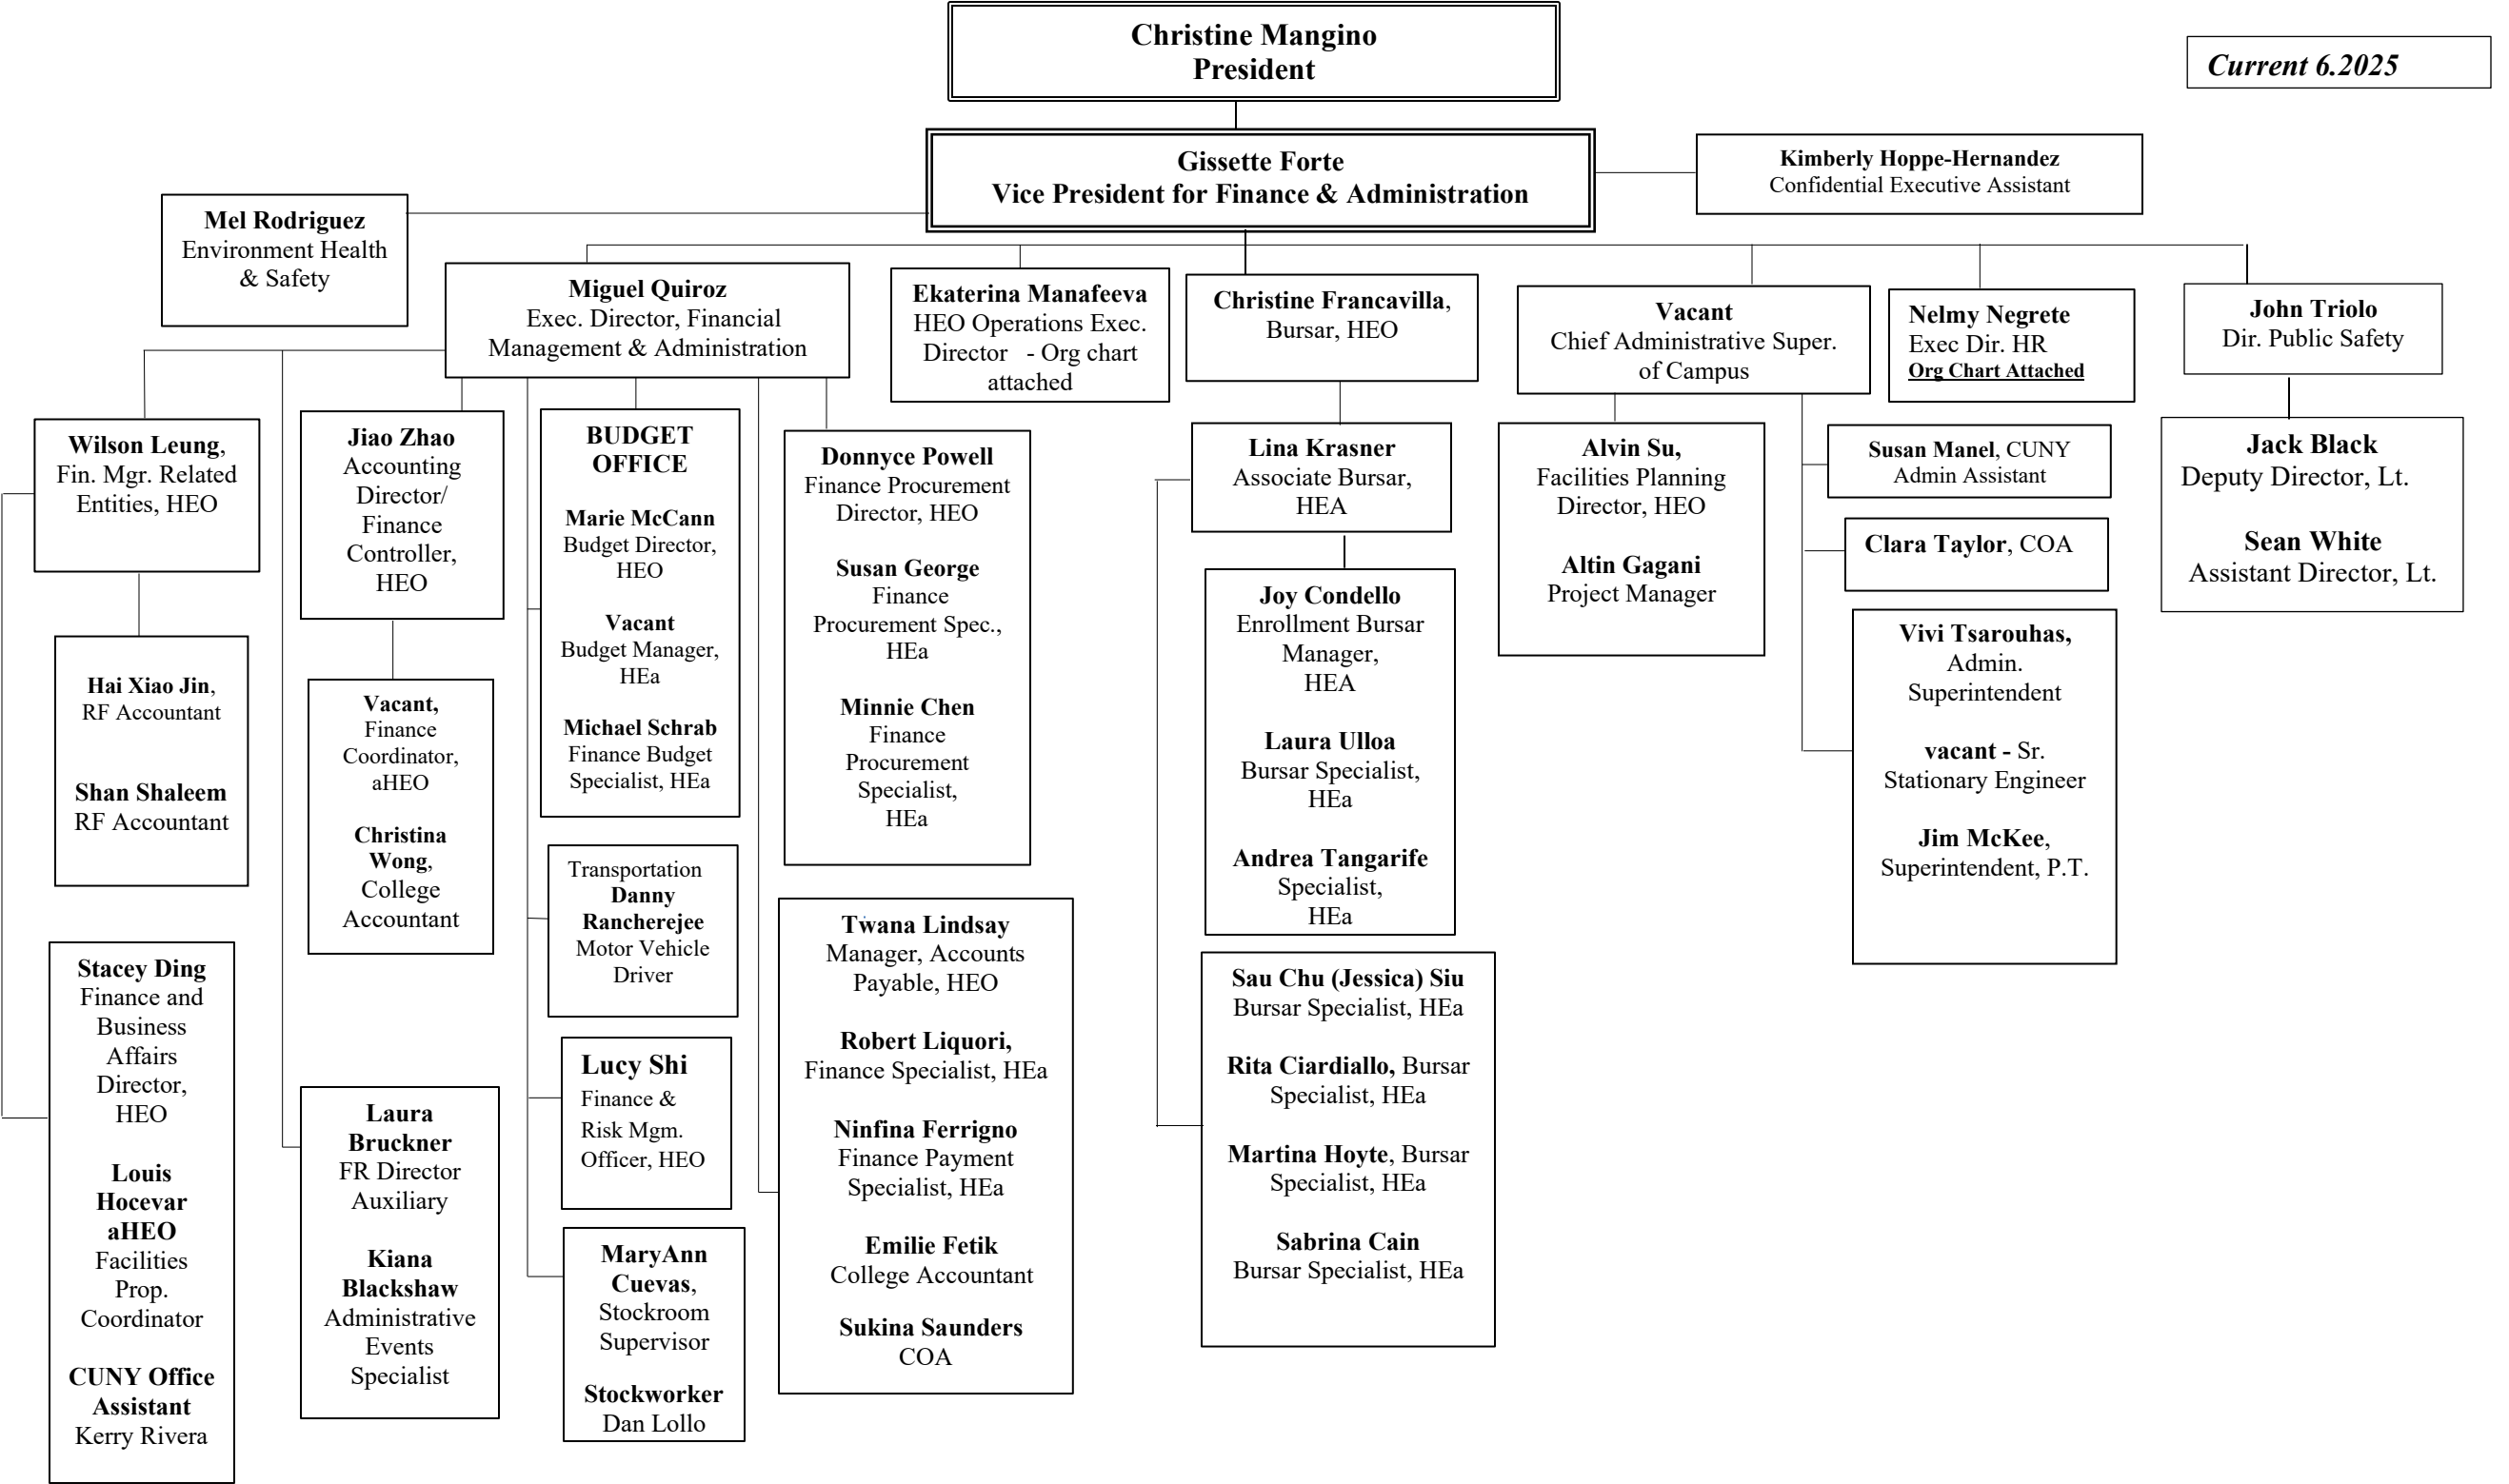 Christine Mangino
President
Current 6.2025
Gissette Forte
Vice President for Finance & Administration
Kimberly Hoppe-Hernandez
Confidential Executive Assistant
Mel Rodriguez
Environment Health
& Safety
Miguel Quiroz
Exec. Director, Financial
Management & Administration
Ekaterina Manafeeva
HEO Operations Exec.
Director - Org chart
attached
Christine Francavilla,
Bursar, HEO
Vacant
Chief Administrative Super.
of Campus
Nelmy Negrete
Exec Dir. HR
Org Chart Attached
John Triolo
Dir. Public Safety
Wilson Leung,
Fin. Mgr. Related
Entities, HEO
Jiao Zhao
Accounting
Director/
Finance
Controller,
HEO
BUDGET
OFFICE
Marie McCann
Budget Director,
HEO
Vacant
Budget Manager,
HEa
Michael Schrab
Finance Budget
Specialist, HEa
Donnyce Powell
Finance Procurement
Director, HEO
Susan George
Finance
Procurement Spec.,
HEa
Minnie Chen
Finance
Procurement
Specialist,
HEa
Lina Krasner
Associate Bursar,
HEA
Alvin Su,
Facilities Planning
Director, HEO
Altin Gagani
Project Manager
Susan Manel, CUNY
Admin Assistant
Clara Taylor, COA
Jack Black
Deputy Director, Lt.
Sean White
Assistant Director, Lt.
Hai Xiao Jin,
RF Accountant
Shan Shaleem
RF Accountant
Vacant,
Finance
Coordinator,
aHEO
Christina
Wong,
College
Accountant
Joy Condello
Enrollment Bursar
Manager,
HEA
Laura Ulloa
Bursar Specialist,
HEa
Andrea Tangarife
Specialist,
HEa
Vivi Tsarouhas,
Admin.
Superintendent
vacant - Sr.
Stationary Engineer
Jim McKee,
Superintendent, P.T.
Transportation
Danny
Rancherejee
Motor Vehicle
Driver
Twana Lindsay
Manager, Accounts
Payable, HEO
Robert Liquori,
Finance Specialist, HEa
Ninfina Ferrigno
Finance Payment
Specialist, HEa
Emilie Fetik
College Accountant
Sukina Saunders
COA
Sau Chu (Jessica) Siu
Bursar Specialist, HEa
Rita Ciardiallo, Bursar
Specialist, HEa
Martina Hoyte, Bursar
Specialist, HEa
Sabrina Cain
Bursar Specialist, HEa
Stacey Ding
Finance and
Business
Affairs
Director,
HEO
Louis
Hocevar
aHEO
Facilities
Prop.
Coordinator
CUNY Office
Assistant
Kerry Rivera
Laura
Bruckner
FR Director
Auxiliary
Kiana
Blackshaw
Administrative
Events
Specialist
Lucy Shi
Finance &
Risk Mgm.
Officer, HEO
MaryAnn
Cuevas,
Stockroom
Supervisor
Stockworker
Dan Lollo